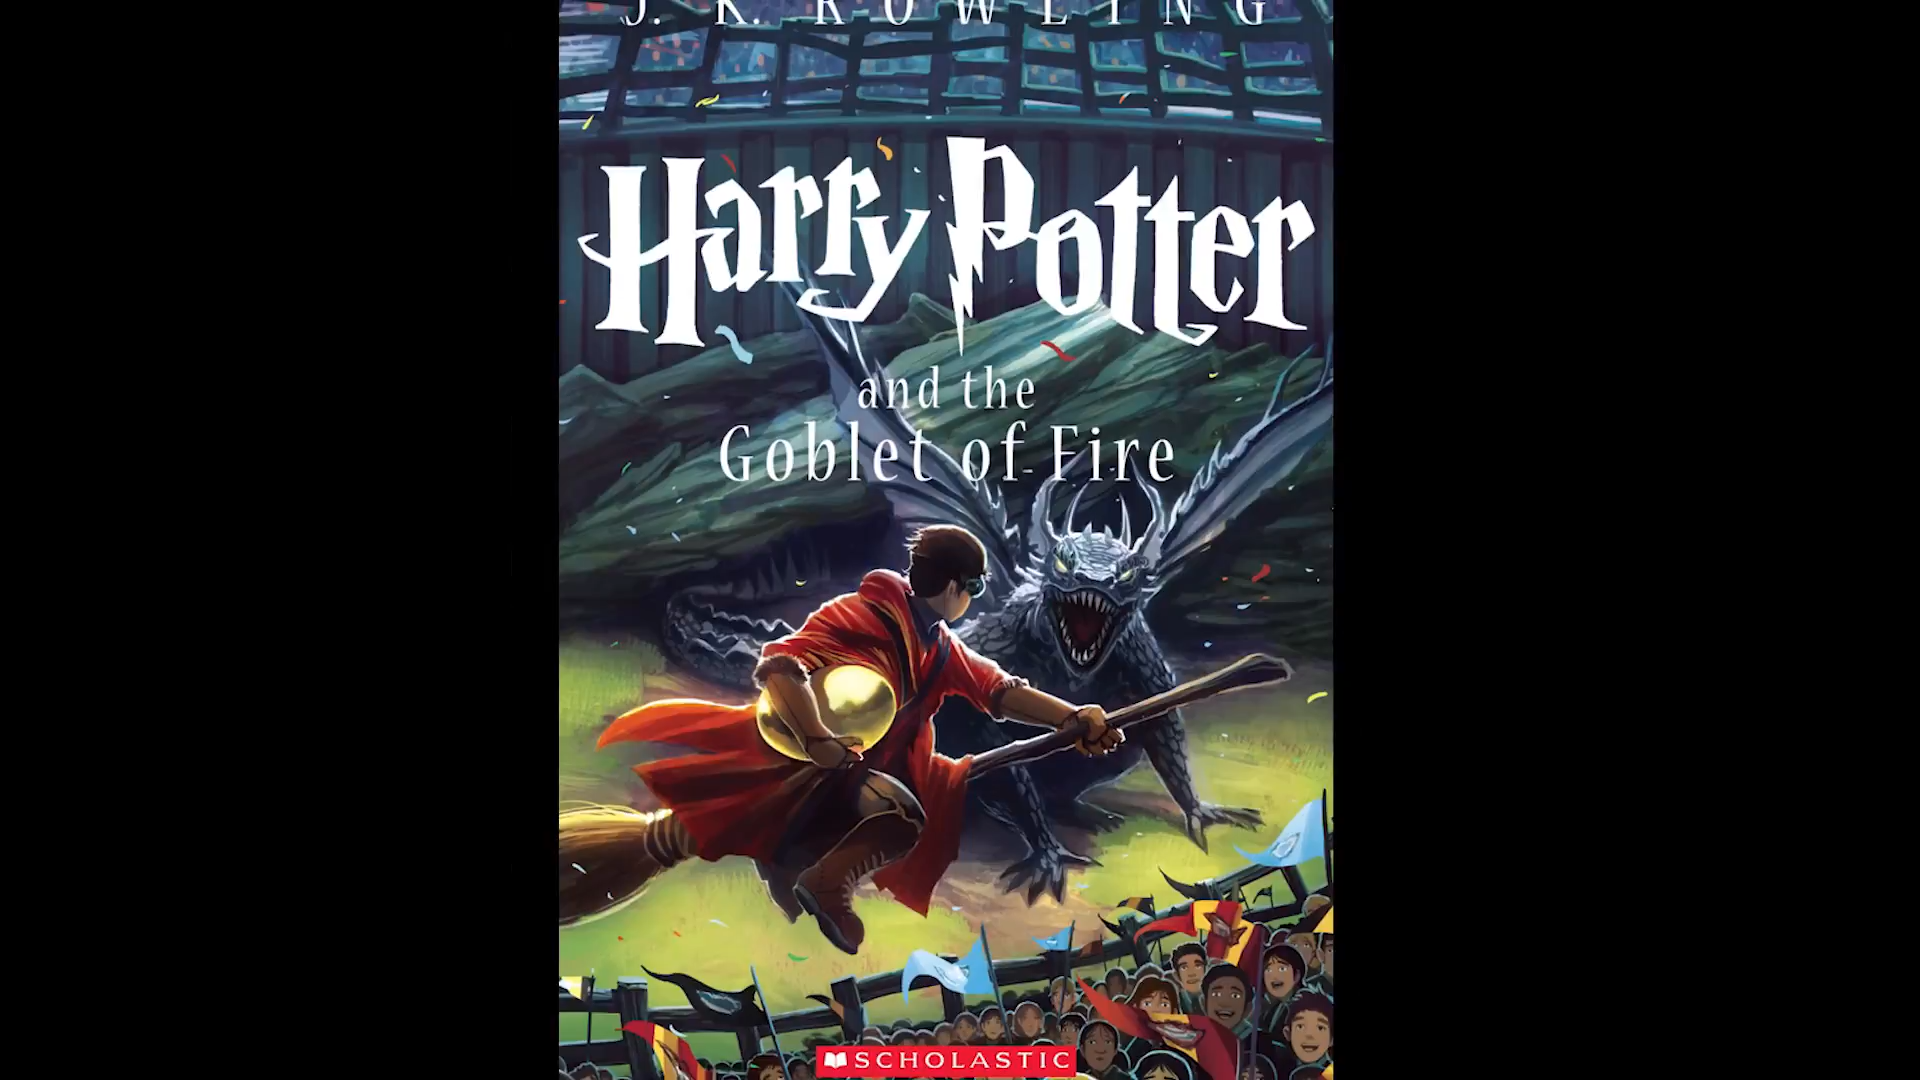 J. K. ROWLING
Harry Potter
and the
Goblet of Fire
SCHOLASTIC